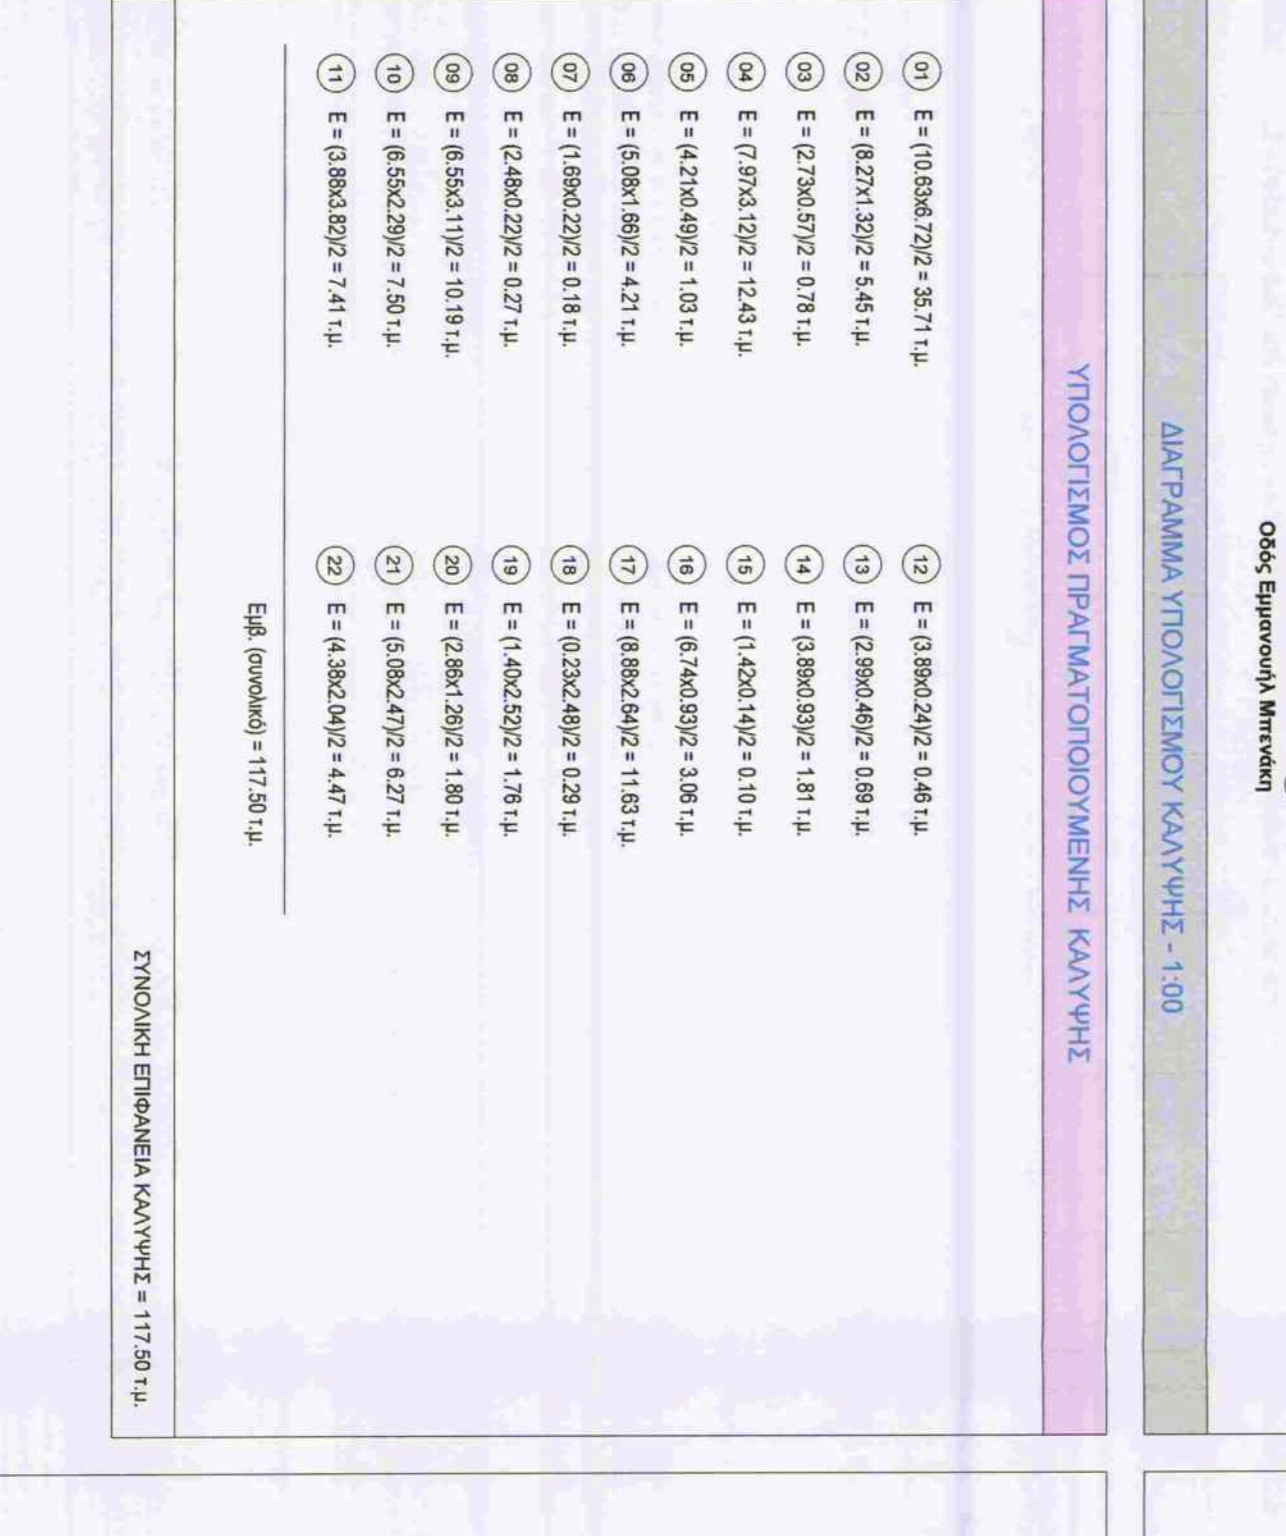 Οδός Εμμανουήλ Μπενάκη
ΔΙΑΓΡΑΜΜΑ ΥΠΟΛΟΓΙΣΜΟΥ ΚΑΛΥΨΗΣ - 1:00
ΥΠΟΛΟΓΙΣΜΟΣ ΠΡΑΓΜΑΤΟΠΟΙΟΥΜΕΝΗΣ ΚΑΛΥΨΗΣ
01 E = (10.63x6.72)/2 = 35.71 τ.μ.
02 E = (8.27x1.32)/2 = 5.45 τ.μ.
03 E = (2.73x0.57)/2 = 0.78 τ.μ.
04 E = (7.97x3.12)/2 = 12.43 τ.μ.
05 E = (4.21x0.49)/2 = 1.03 τ.μ.
06 E = (5.08x1.66)/2 = 4.21 τ.μ.
07 E = (1.69x0.22)/2 = 0.18 τ.μ.
08 E = (2.48x0.22)/2 = 0.27 τ.μ.
09 E = (6.55x3.11)/2 = 10.19 τ.μ.
10 E = (6.55x2.29)/2 = 7.50 τ.μ.
11 E = (3.88x3.82)/2 = 7.41 τ.μ.
12 E = (3.89x0.24)/2 = 0.46 τ.μ.
13 E = (2.99x0.46)/2 = 0.69 τ.μ.
14 E = (3.89x0.93)/2 = 1.81 τ.μ.
15 E = (1.42x0.14)/2 = 0.10 τ.μ.
16 E = (6.74x0.93)/2 = 3.06 τ.μ.
17 E = (8.88x2.64)/2 = 11.63 τ.μ.
18 E = (0.23x2.48)/2 = 0.29 τ.μ.
19 E = (1.40x2.52)/2 = 1.76 τ.μ.
20 E = (2.86x1.26)/2 = 1.80 τ.μ.
21 E = (5.08x2.47)/2 = 6.27 τ.μ.
22 E = (4.38x2.04)/2 = 4.47 τ.μ.
Εμβ. (συνολικό) = 117.50 τ.μ.
ΣΥΝΟΛΙΚΗ ΕΠΙΦΑΝΕΙΑ ΚΑΛΥΨΗΣ = 117.50 τ.μ.